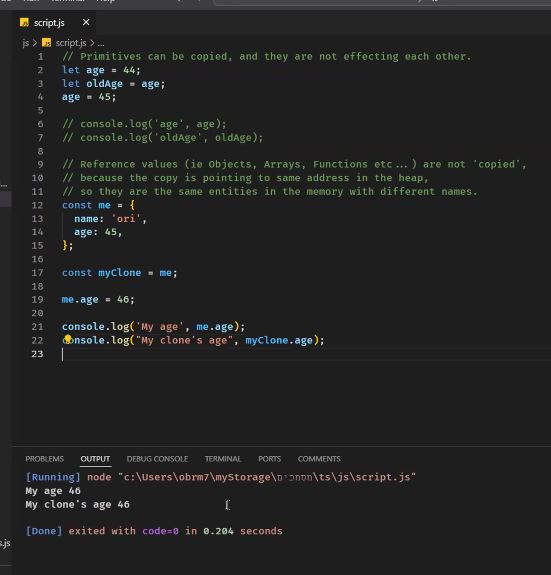 script.js
js > script.js > ...
1 // Primitives can be copied, and they are not effecting each other.
2 let age = 44;
3 let oldAge = age;
4 age = 45;
5
6 // console.log('age', age);
7 // console.log('oldAge', oldAge);
8
9 // Reference values (ie Objects, Arrays, Functions etc...) are not 'copied',
10 // because the copy is pointing to same address in the heap,
11 // so they are the same entities in the memory with different names.
12 const me = {
13 name: 'ori',
14 age: 45,
15 };
16
17 const myClone = me;
18
19 me.age = 46;
20
21 console.log('My age', me.age);
22 console.log("My clone's age", myClone.age);
23
PROBLEMS OUTPUT DEBUG CONSOLE TERMINAL PORTS COMMENTS
[Running] node "c:\Users\obrm7\myStorage\מסמכים\ts\js\script.js"
My age 46
My clone's age 46
s.js
[Done] exited with code=0 in 0.204 seconds